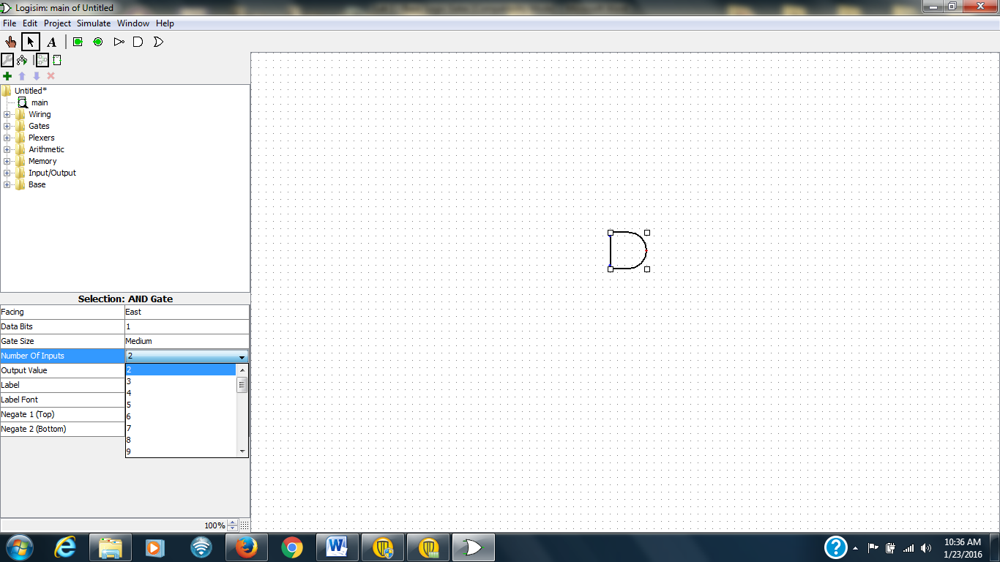 Logisim: main of Untitled
File Edit Project Simulate Window Help
A
Untitled*
main
Wiring
Gates
Plexers
Arithmetic
Memory
Input/Output
Base
Selection: AND Gate
Facing East
Data Bits 1
Gate Size Medium
Number Of Inputs 2
Output Value 2
3
Label
4
Label Font 5
6
Negate 1 (Top)
7
Negate 2 (Bottom)
8
9
100%
W
10:36 AM
1/23/2016